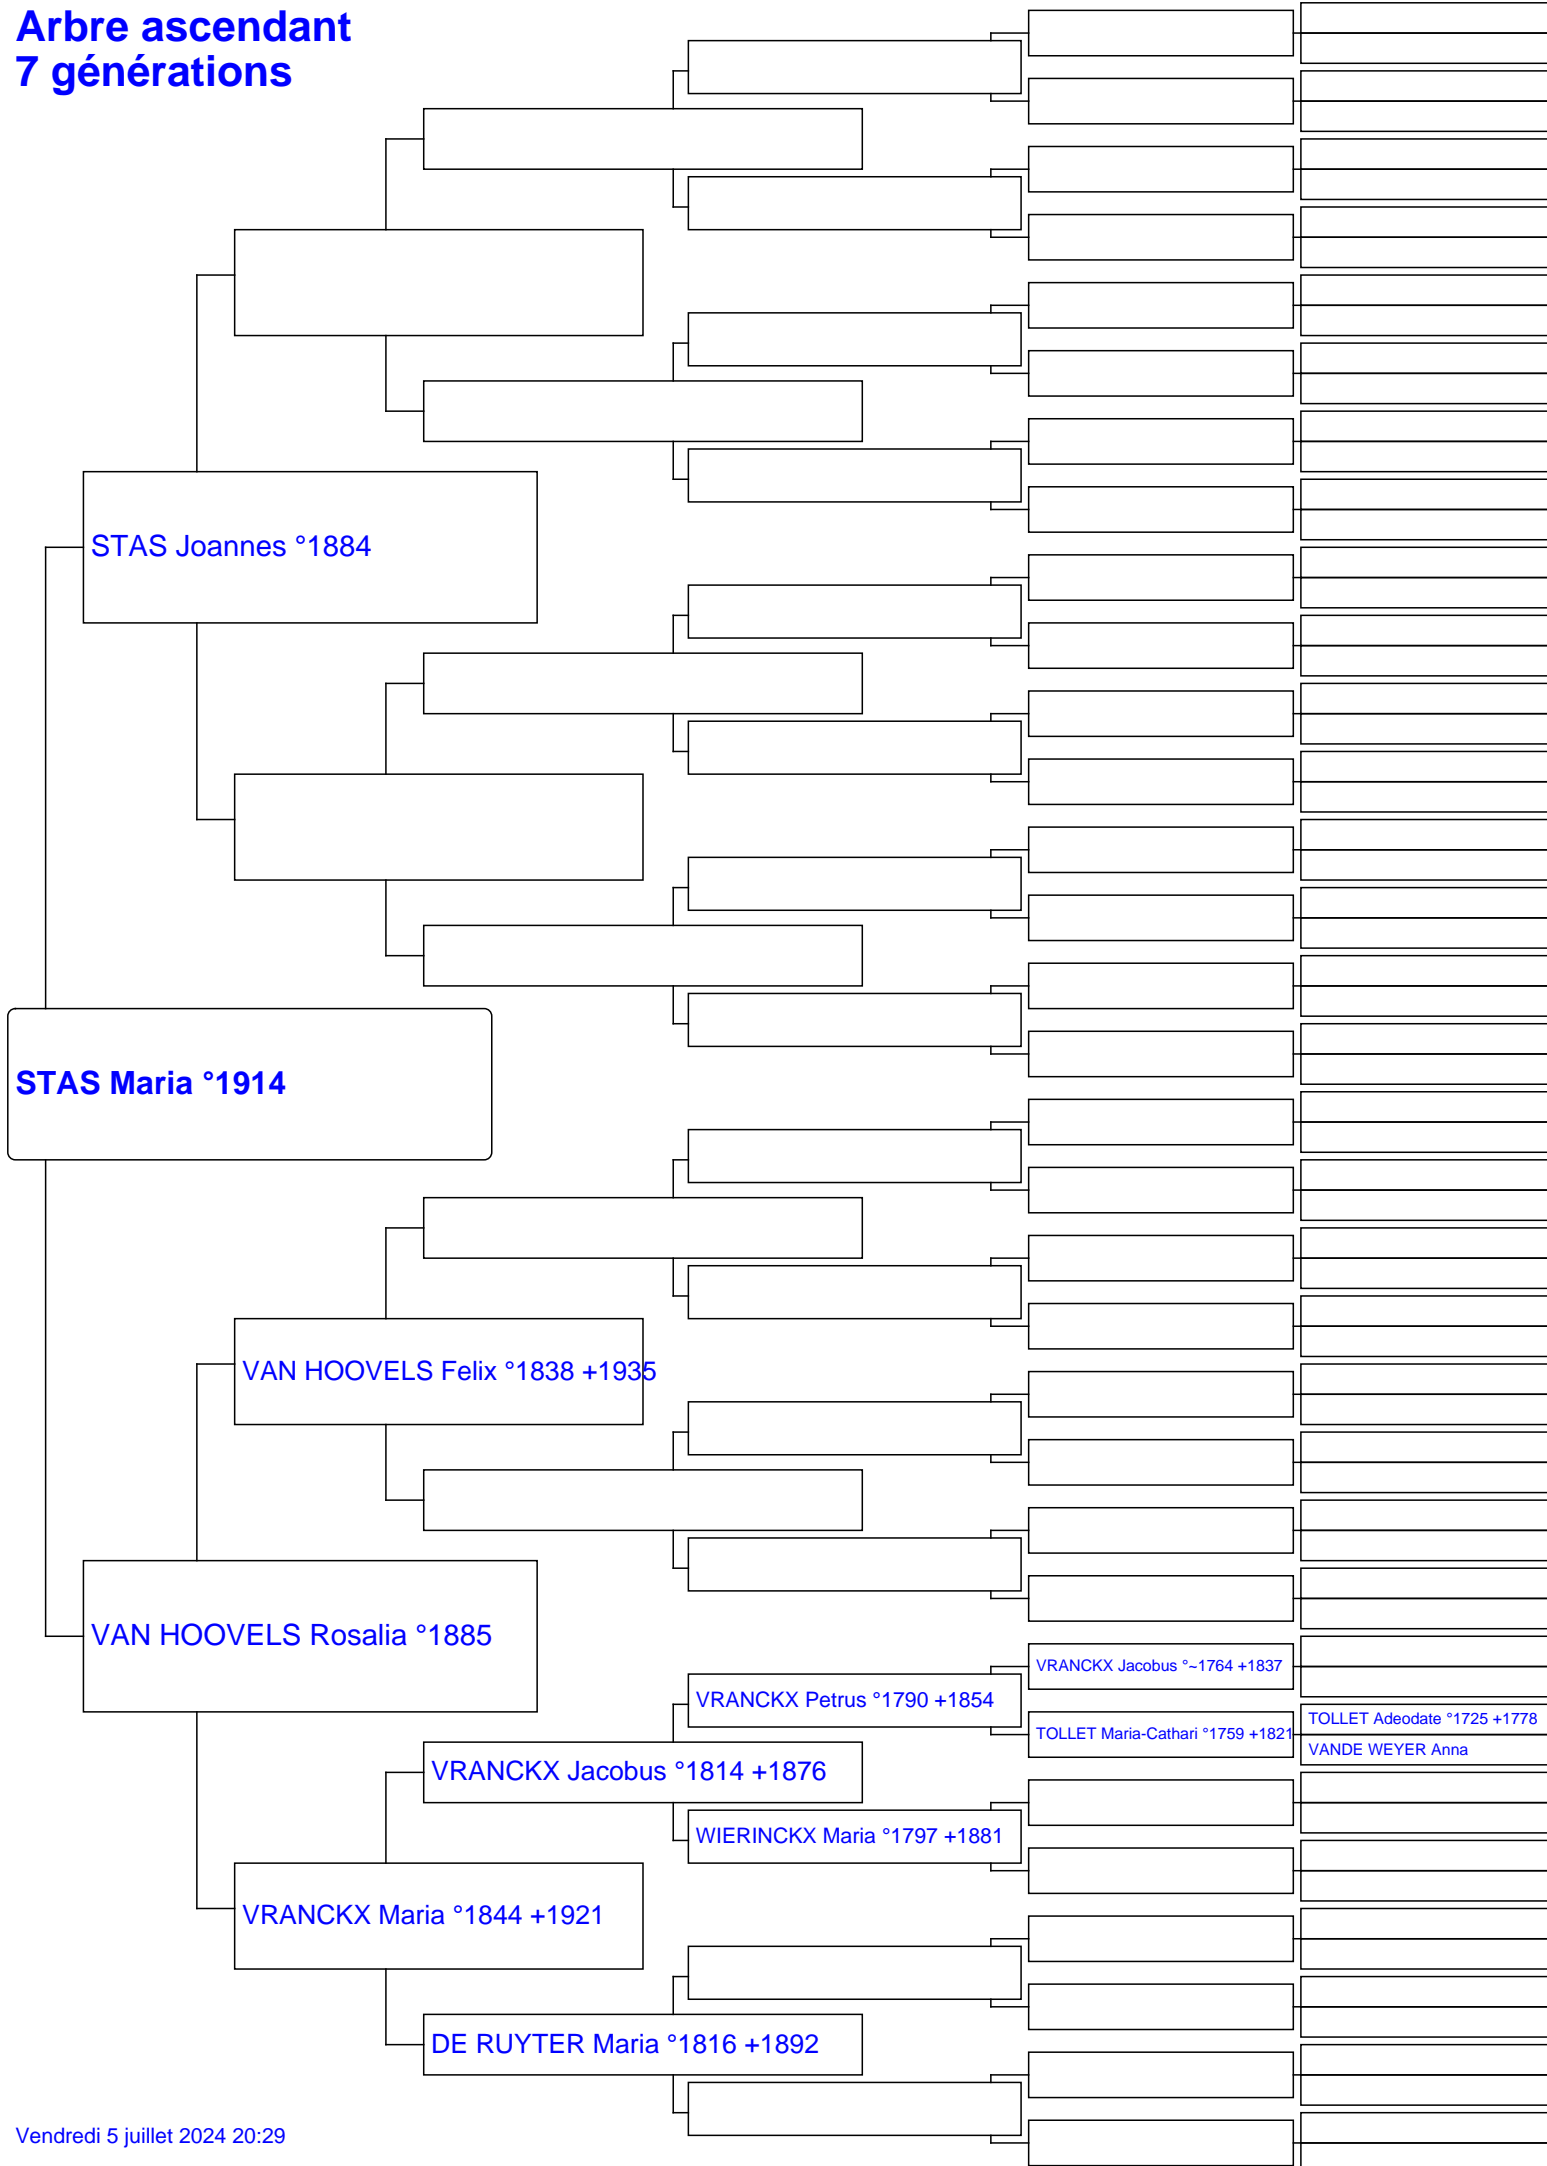 Arbre ascendant
7 générations
STAS Joannes °1884
STAS Maria °1914
VAN HOOVELS Felix °1838 +1935
VAN HOOVELS Rosalia °1885
VRANCKX Jacobus °~1764 +1837
VRANCKX Petrus °1790 +1854
TOLLET Maria-Cathari °1759 +1821
TOLLET Adeodate °1725 +1778
VANDE WEYER Anna
VRANCKX Jacobus °1814 +1876
WIERINCKX Maria °1797 +1881
VRANCKX Maria °1844 +1921
DE RUYTER Maria °1816 +1892
Vendredi 5 juillet 2024 20:29